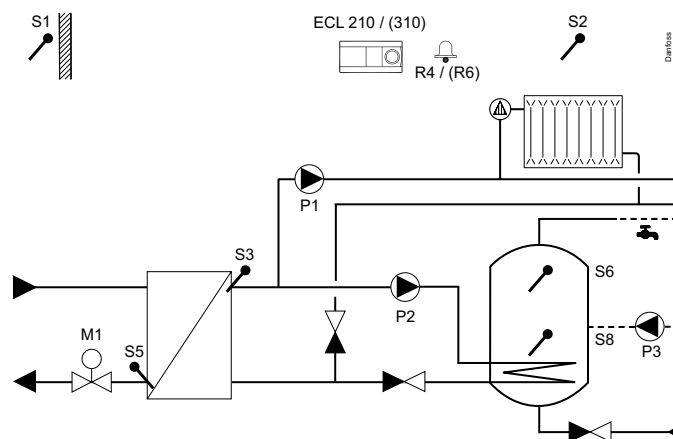 S1
ECL 210 / (310)
S2
Danfoss
R4 / (R6)
P1
S3
S6
P2
M1
S5
S8
P3